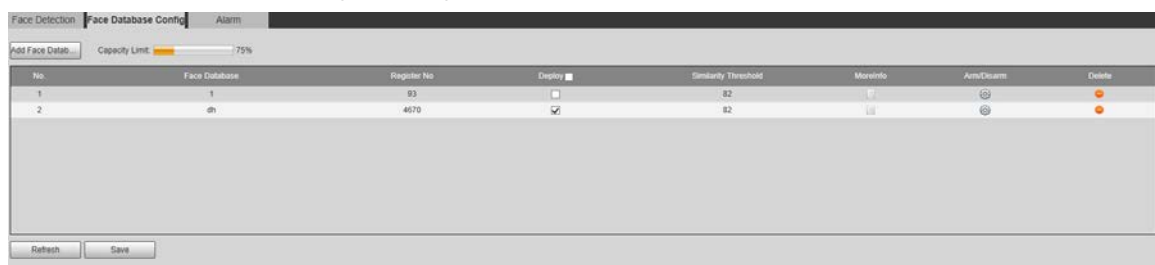 Face Detection Face Database Config Alarm
Add Face Datab... Capacity Limit: 75%
No. Face Database Register No Deploy Similarity Threshold MoreInfo Arm/Disarm Delete
1 1 93 82
2 dh 4670 82
Refresh Save